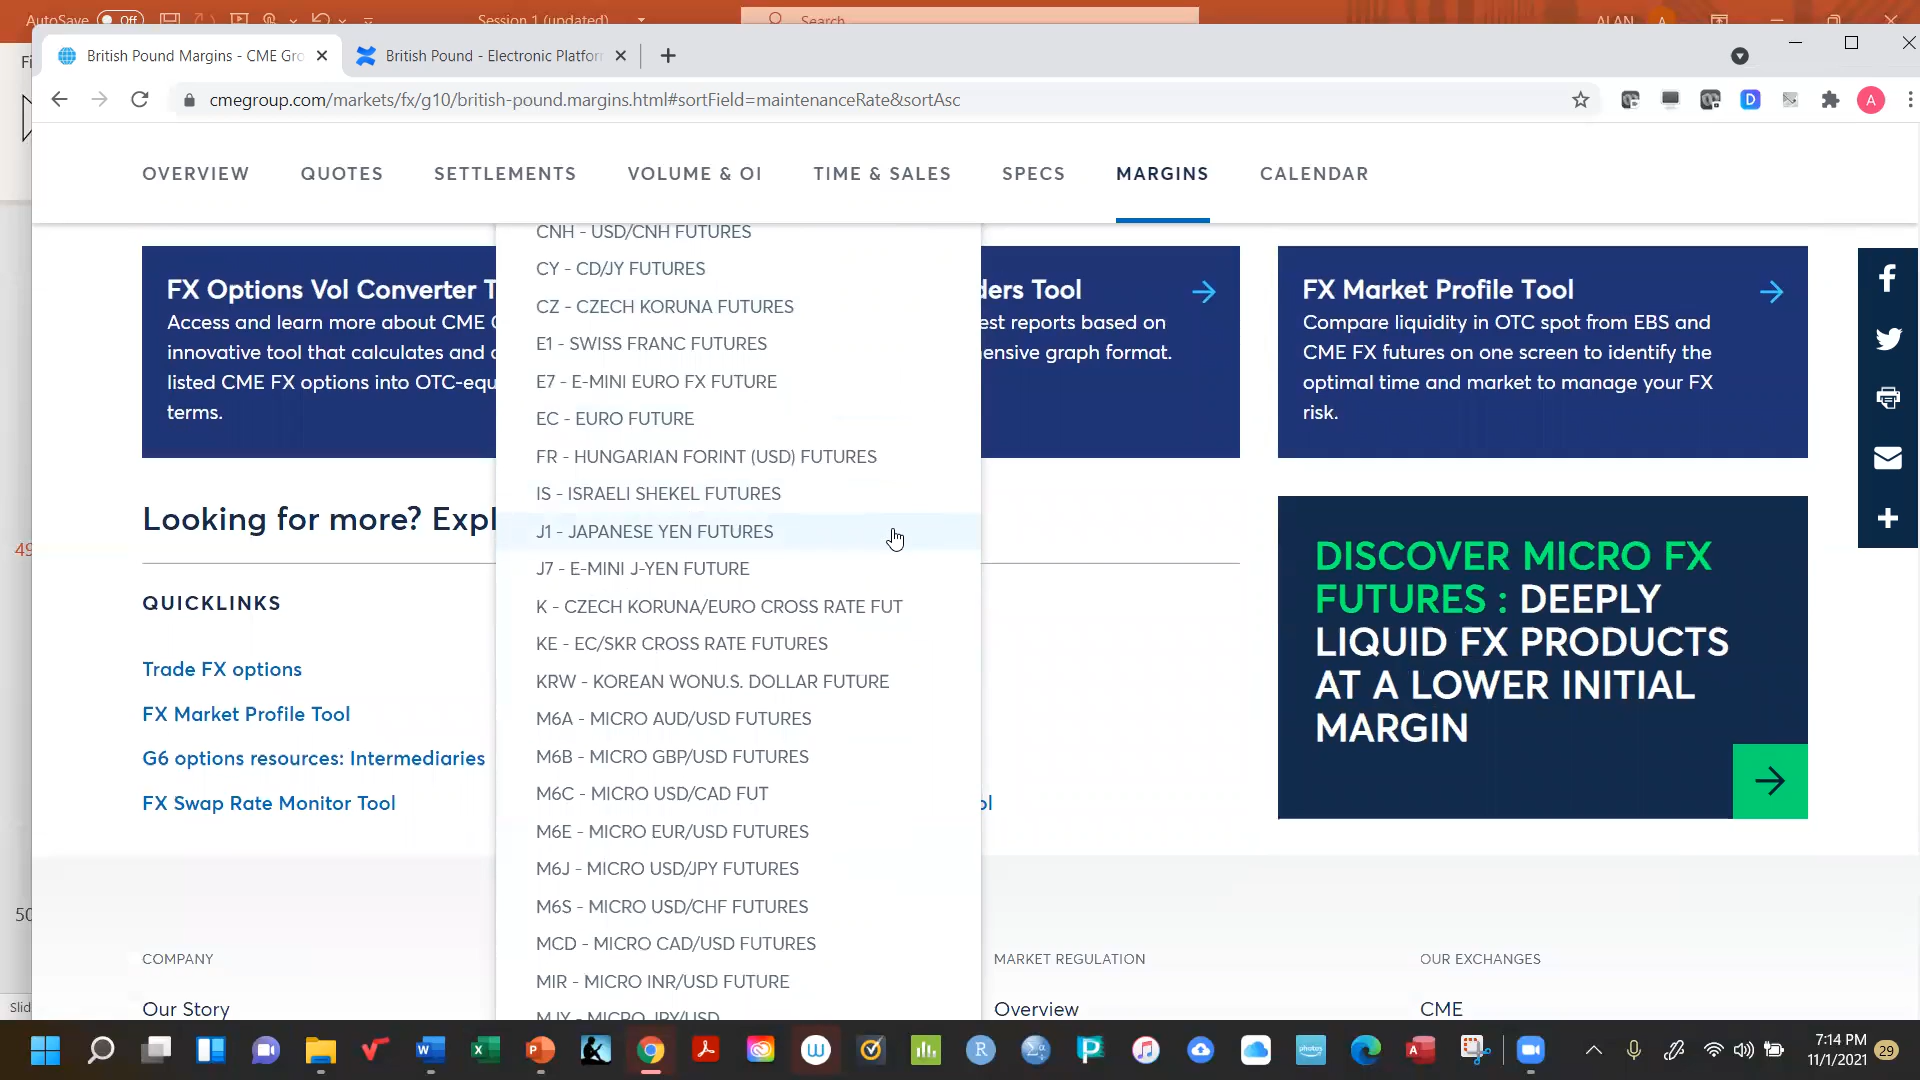 AutoSave Off Session 1 (updated) Search ALAN A
British Pound Margins - CME Gro
British Pound - Electronic Platfor
cmegroup.com/markets/fx/g10/british-pound.margins.html#sortField=maintenanceRate&sortAsc
A
OVERVIEW QUOTES SETTLEMENTS VOLUME & OI TIME & SALES SPECS MARGINS CALENDAR
FX Options Vol Converter T
Access and learn more about CME
innovative tool that calculates and
listed CME FX options into OTC-equ
terms.
CNH - USD/CNH FUTURES
CY - CD/JY FUTURES
CZ - CZECH KORUNA FUTURES
E1 - SWISS FRANC FUTURES
E7 - E-MINI EURO FX FUTURE
EC - EURO FUTURE
FR - HUNGARIAN FORINT (USD) FUTURES
IS - ISRAELI SHEKEL FUTURES
J1 - JAPANESE YEN FUTURES
J7 - E-MINI J-YEN FUTURE
K - CZECH KORUNA/EURO CROSS RATE FUT
KE - EC/SKR CROSS RATE FUTURES
KRW - KOREAN WONU.S. DOLLAR FUTURE
M6A - MICRO AUD/USD FUTURES
M6B - MICRO GBP/USD FUTURES
M6C - MICRO USD/CAD FUT
M6E - MICRO EUR/USD FUTURES
M6J - MICRO USD/JPY FUTURES
M6S - MICRO USD/CHF FUTURES
MCD - MICRO CAD/USD FUTURES
MIR - MICRO INR/USD FUTURE
MJY - MICRO JPY/USD
ders Tool
est reports based on
ensive graph format.
FX Market Profile Tool
Compare liquidity in OTC spot from EBS and
CME FX futures on one screen to identify the
optimal time and market to manage your FX
risk.
Looking for more? Expl
QUICKLINKS
Trade FX options
FX Market Profile Tool
G6 options resources: Intermediaries
FX Swap Rate Monitor Tool
ol
DISCOVER MICRO FX
FUTURES : DEEPLY
LIQUID FX PRODUCTS
AT A LOWER INITIAL
MARGIN
49
50
COMPANY
Our Story
MARKET REGULATION
Overview
OUR EXCHANGES
CME
Slid
7:14 PM
11/1/2021
29